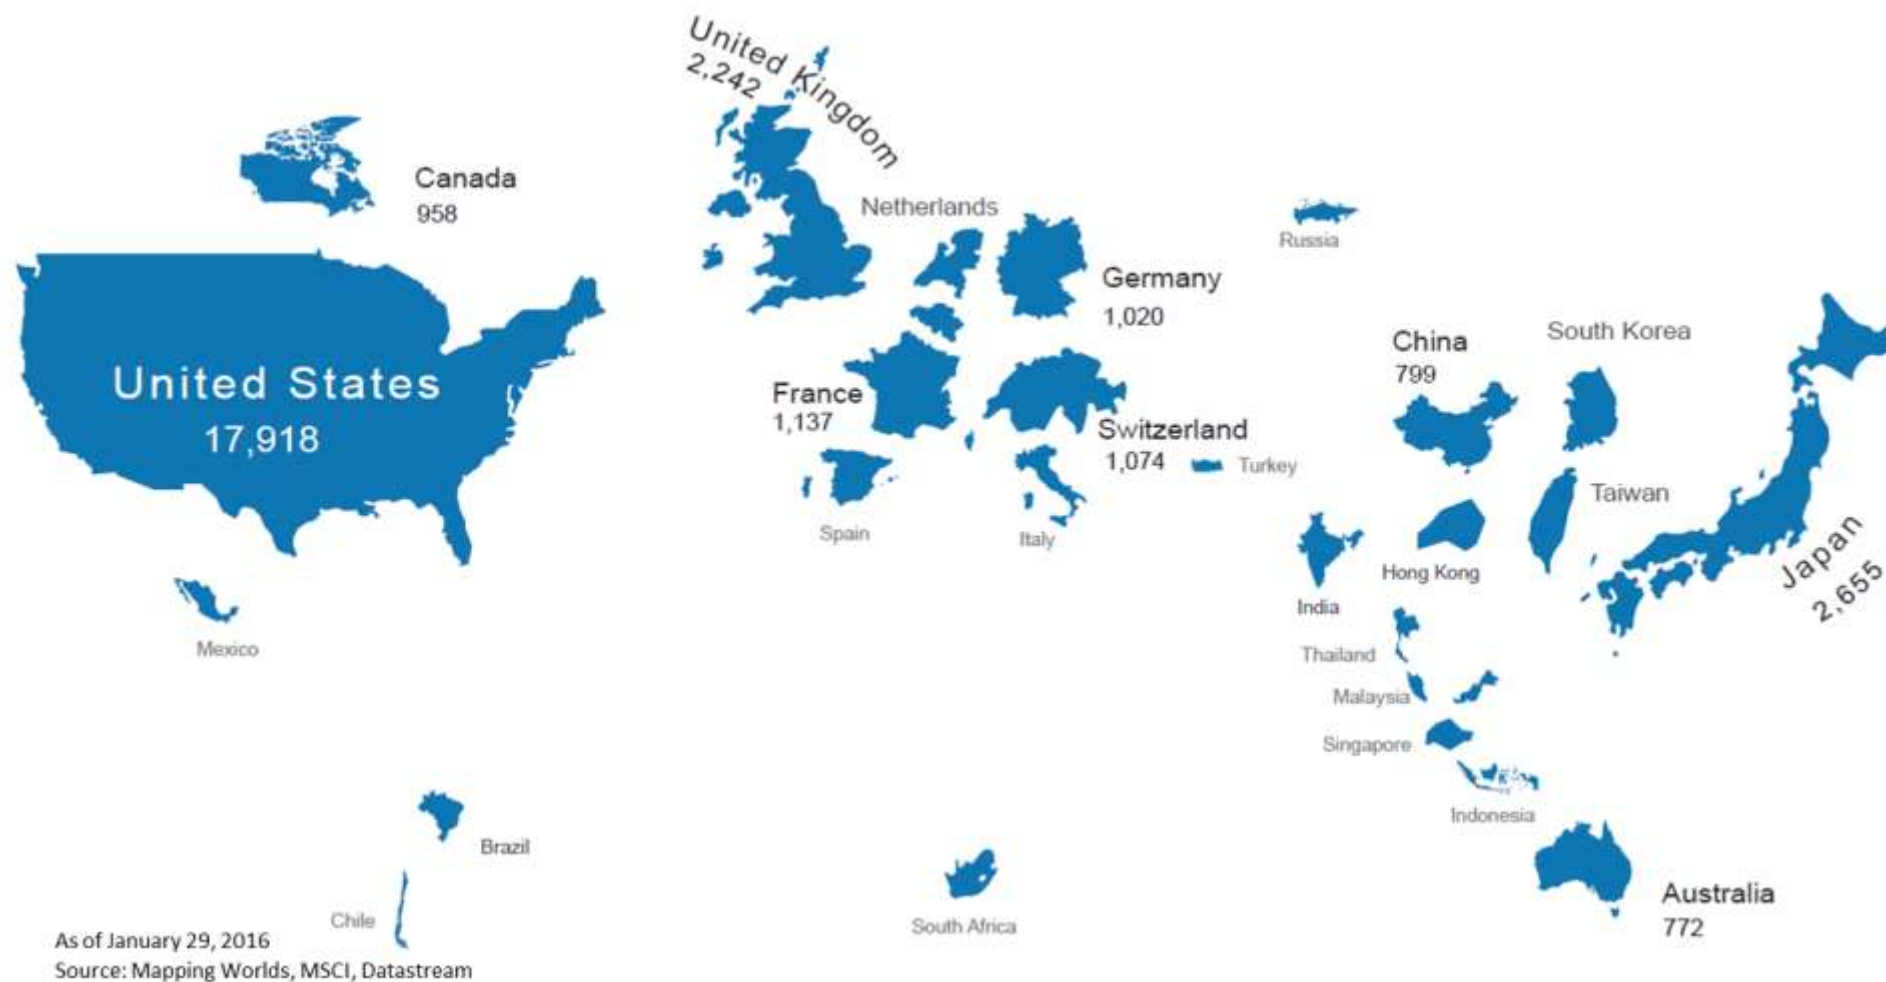 United Kingdom
2,242
Canada
958
Netherlands
Russia
Germany
1,020
South Korea
China
799
United States
17,918
France
1,137
Switzerland
1,074
Turkey
Taiwan
Spain
Italy
Japan
2,655
Hong Kong
India
Mexico
Thailand
Malaysia
Singapore
Indonesia
Brazil
Australia
772
Chile
South Africa
As of January 29, 2016
Source: Mapping Worlds, MSCI, Datastream